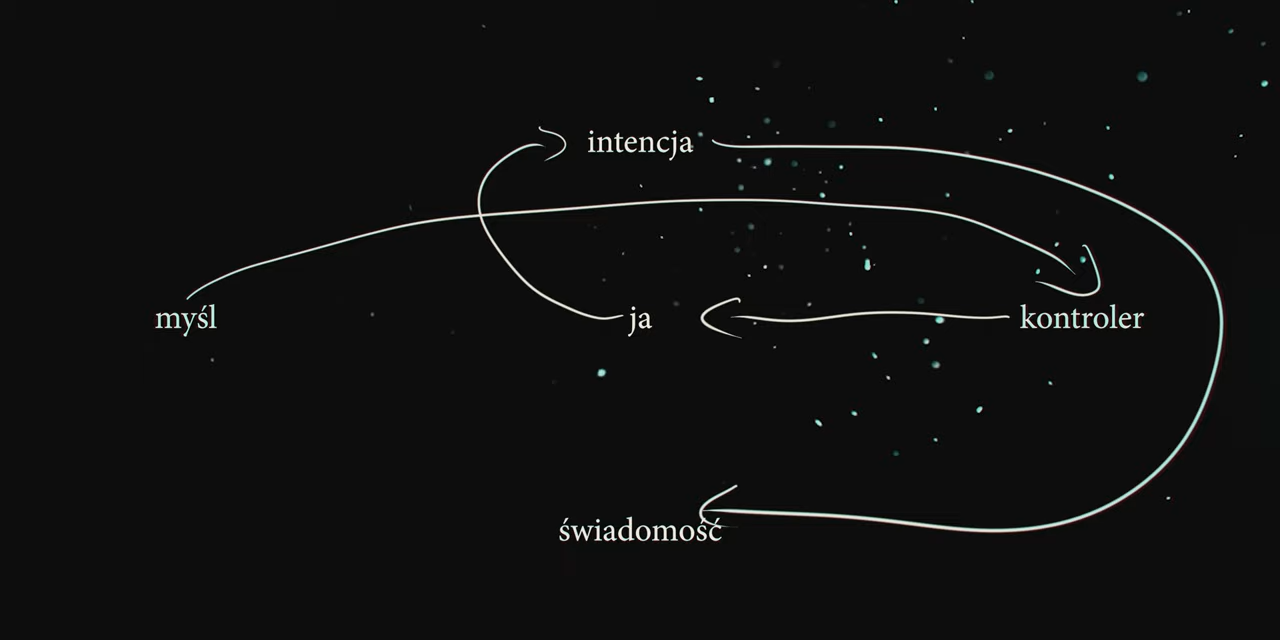 intencja
myśl
ja
kontroler
świadomość